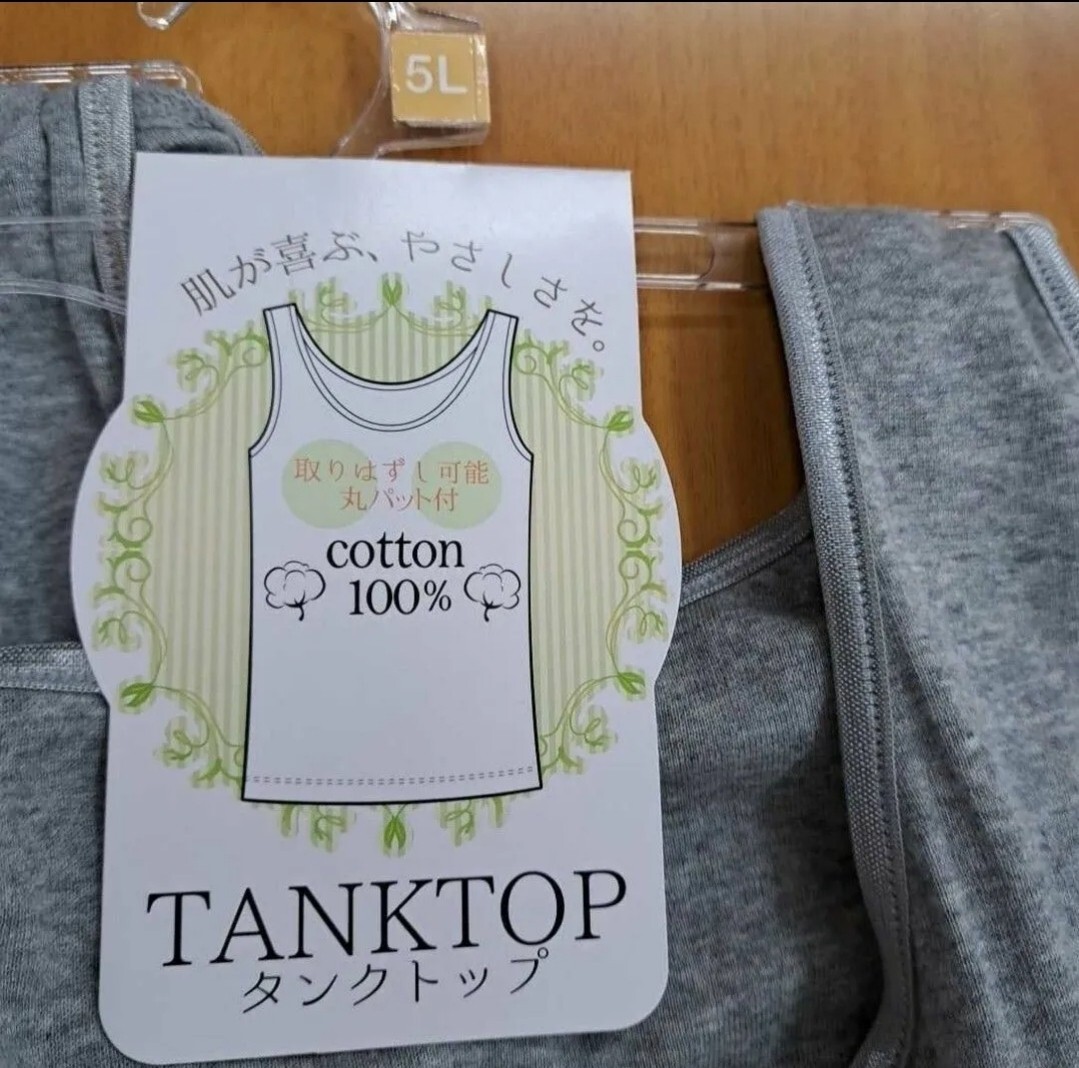 5L
肌が喜ぶ、やさしさを。
取りはずし可能
丸パット付
cotton
100%
TANKTOP
タンクトップ